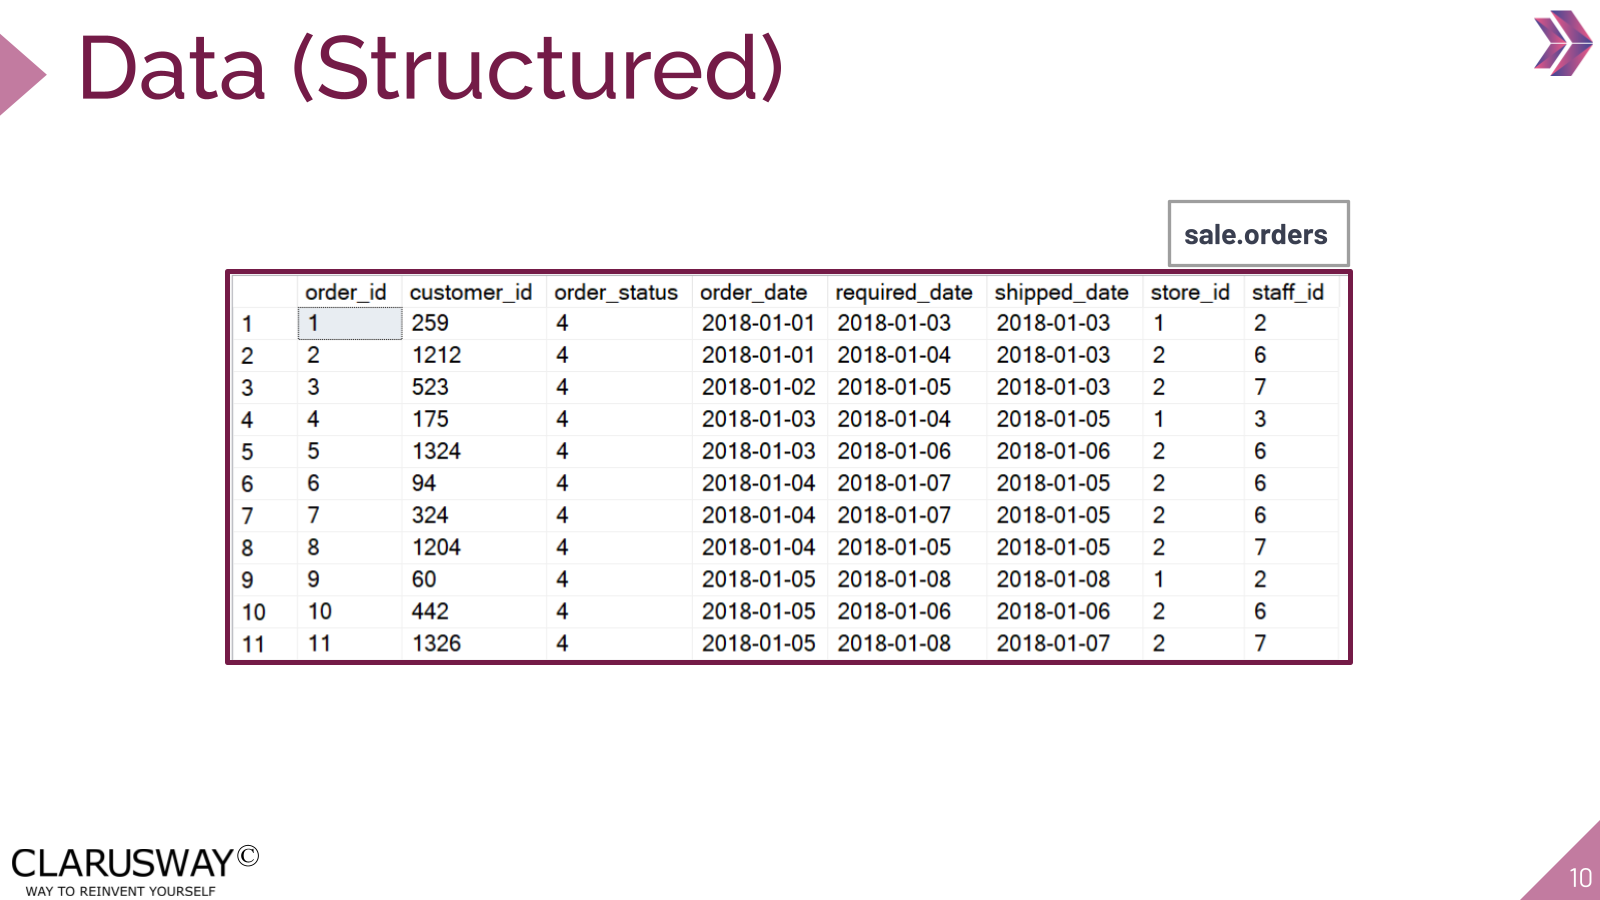 Data (Structured)
sale.orders
order_id customer_id order_status order_date required_date shipped_date store_id staff_id
1 1 259 4 2018-01-01 2018-01-03 2018-01-03 1 2
2 2 1212 4 2018-01-01 2018-01-04 2018-01-03 2 6
3 3 523 4 2018-01-02 2018-01-05 2018-01-03 2 7
4 4 175 4 2018-01-03 2018-01-04 2018-01-05 1 3
5 5 1324 4 2018-01-03 2018-01-06 2018-01-06 2 6
6 6 94 4 2018-01-04 2018-01-07 2018-01-05 2 6
7 7 324 4 2018-01-04 2018-01-07 2018-01-05 2 6
8 8 1204 4 2018-01-04 2018-01-05 2018-01-05 2 7
9 9 60 4 2018-01-05 2018-01-08 2018-01-08 1 2
10 10 442 4 2018-01-05 2018-01-06 2018-01-06 2 6
11 11 1326 4 2018-01-05 2018-01-08 2018-01-07 2 7
CLARUSWAY©
WAY TO REINVENT YOURSELF
10